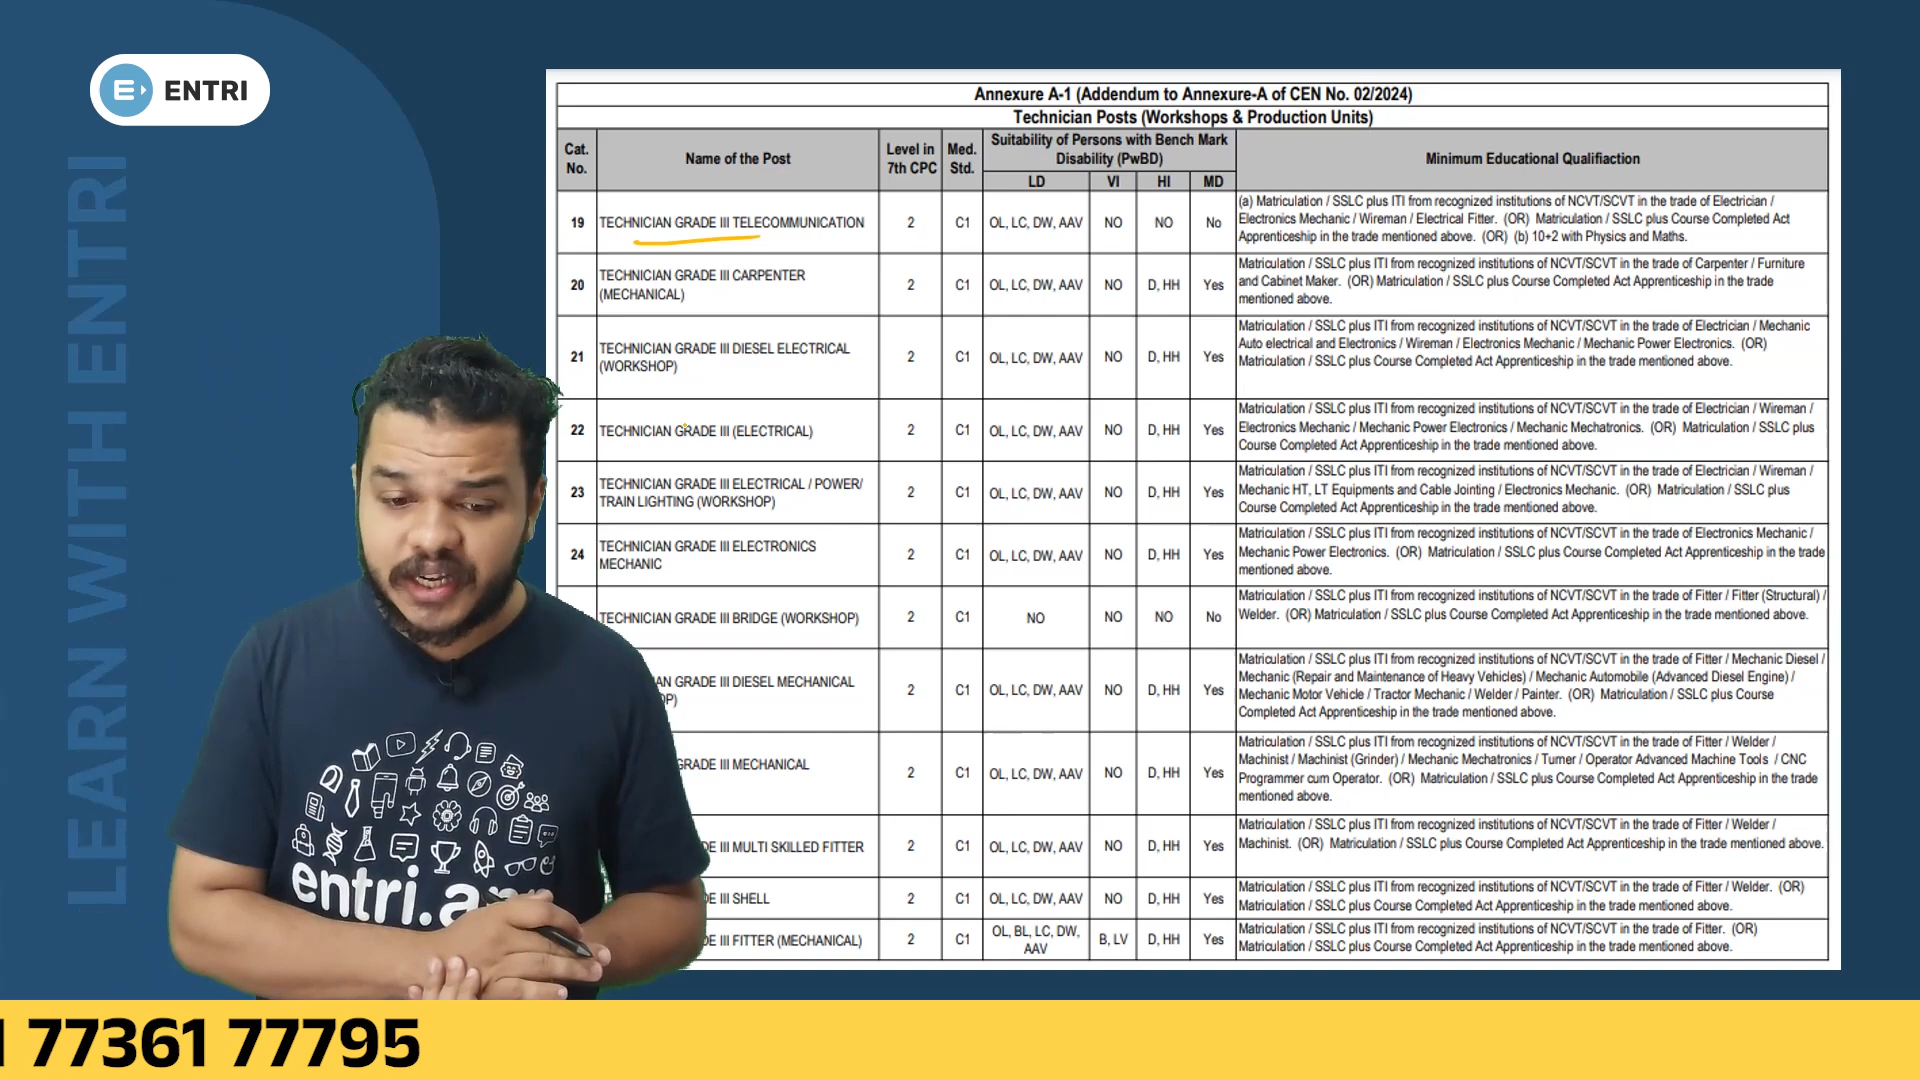 ENTRI
LEARN WITH ENTRI
Annexure A-1 (Addendum to Annexure-A of CEN No. 02/2024)
Technician Posts (Workshops & Production Units)
Cat. No. Name of the Post Level in 7th CPC Med. Std. Suitability of Persons with Bench Mark Disability (PwBD) Minimum Educational Qualifiaction
LD VI HI MD
19 TECHNICIAN GRADE III TELECOMMUNICATION 2 C1 OL, LC, DW, AAV NO NO No
(a) Matriculation / SSLC plus ITI from recognized institutions of NCVT/SCVT in the trade of Electrician /
Electronics Mechanic / Wireman / Electrical Fitter. (OR) Matriculation / SSLC plus Course Completed Act
Apprenticeship in the trade mentioned above. (OR) (b) 10+2 with Physics and Maths.
20 TECHNICIAN GRADE III CARPENTER
(MECHANICAL) 2 C1 OL, LC, DW, AAV NO D, HH Yes
Matriculation / SSLC plus ITI from recognized institutions of NCVT/SCVT in the trade of Carpenter / Furniture
and Cabinet Maker. (OR) Matriculation / SSLC plus Course Completed Act Apprenticeship in the trade
mentioned above.
21 TECHNICIAN GRADE III DIESEL ELECTRICAL
(WORKSHOP) 2 C1 OL, LC, DW, AAV NO D, HH Yes
Matriculation / SSLC plus ITI from recognized institutions of NCVT/SCVT in the trade of Electrician / Mechanic
Auto electrical and Electronics / Wireman / Electronics Mechanic / Mechanic Power Electronics. (OR)
Matriculation / SSLC plus Course Completed Act Apprenticeship in the trade mentioned above.
22 TECHNICIAN GRADE III (ELECTRICAL) 2 C1 OL, LC, DW, AAV NO D, HH Yes
Matriculation / SSLC plus ITI from recognized institutions of NCVT/SCVT in the trade of Electrician / Wireman /
Electronics Mechanic / Mechanic Power Electronics / Mechanic Mechatronics. (OR) Matriculation / SSLC plus
Course Completed Act Apprenticeship in the trade mentioned above.
23 TECHNICIAN GRADE III ELECTRICAL / POWER/
TRAIN LIGHTING (WORKSHOP) 2 C1 OL, LC, DW, AAV NO D, HH Yes
Matriculation / SSLC plus ITI from recognized institutions of NCVT/SCVT in the trade of Electrician / Wireman /
Mechanic HT, LT Equipments and Cable Jointing / Electronics Mechanic. (OR) Matriculation / SSLC plus
Course Completed Act Apprenticeship in the trade mentioned above.
24 TECHNICIAN GRADE III ELECTRONICS
MECHANIC 2 C1 OL, LC, DW, AAV NO D, HH Yes
Matriculation / SSLC plus ITI from recognized institutions of NCVT/SCVT in the trade of Electronics Mechanic /
Mechanic Power Electronics. (OR) Matriculation / SSLC plus Course Completed Act Apprenticeship in the trade
mentioned above.
TECHNICIAN GRADE III BRIDGE (WORKSHOP) 2 C1 NO NO NO No
Matriculation / SSLC plus ITI from recognized institutions of NCVT/SCVT in the trade of Fitter / Fitter (Structural) /
Welder. (OR) Matriculation / SSLC plus Course Completed Act Apprenticeship in the trade mentioned above.
GRADE III DIESEL MECHANICAL 2 C1 OL, LC, DW, AAV NO D, HH Yes
Matriculation / SSLC plus ITI from recognized institutions of NCVT/SCVT in the trade of Fitter / Mechanic Diesel /
Mechanic (Repair and Maintenance of Heavy Vehicles) / Mechanic Automobile (Advanced Diesel Engine) /
Mechanic Motor Vehicle / Tractor Mechanic / Welder / Painter. (OR) Matriculation / SSLC plus Course
Completed Act Apprenticeship in the trade mentioned above.
GRADE III MECHANICAL 2 C1 OL, LC, DW, AAV NO D, HH Yes
Matriculation / SSLC plus ITI from recognized institutions of NCVT/SCVT in the trade of Fitter / Welder /
Machinist / Machinist (Grinder) / Mechanic Mechatronics / Turner / Operator Advanced Machine Tools / CNC
Programmer cum Operator. (OR) Matriculation / SSLC plus Course Completed Act Apprenticeship in the trade
mentioned above.
III MULTI SKILLED FITTER 2 C1 OL, LC, DW, AAV NO D, HH Yes
Matriculation / SSLC plus ITI from recognized institutions of NCVT/SCVT in the trade of Fitter / Welder /
Machinist. (OR) Matriculation / SSLC plus Course Completed Act Apprenticeship in the trade mentioned above.
III SHELL 2 C1 OL, LC, DW, AAV NO D, HH Yes
Matriculation / SSLC plus ITI from recognized institutions of NCVT/SCVT in the trade of Fitter / Welder. (OR)
Matriculation / SSLC plus Course Completed Act Apprenticeship in the trade mentioned above.
III FITTER (MECHANICAL) 2 C1 OL, BL, LC, DW, AAV B, LV D, HH Yes
Matriculation / SSLC plus ITI from recognized institutions of NCVT/SCVT in the trade of Fitter. (OR)
Matriculation / SSLC plus Course Completed Act Apprenticeship in the trade mentioned above.
entri.a
77361 77795